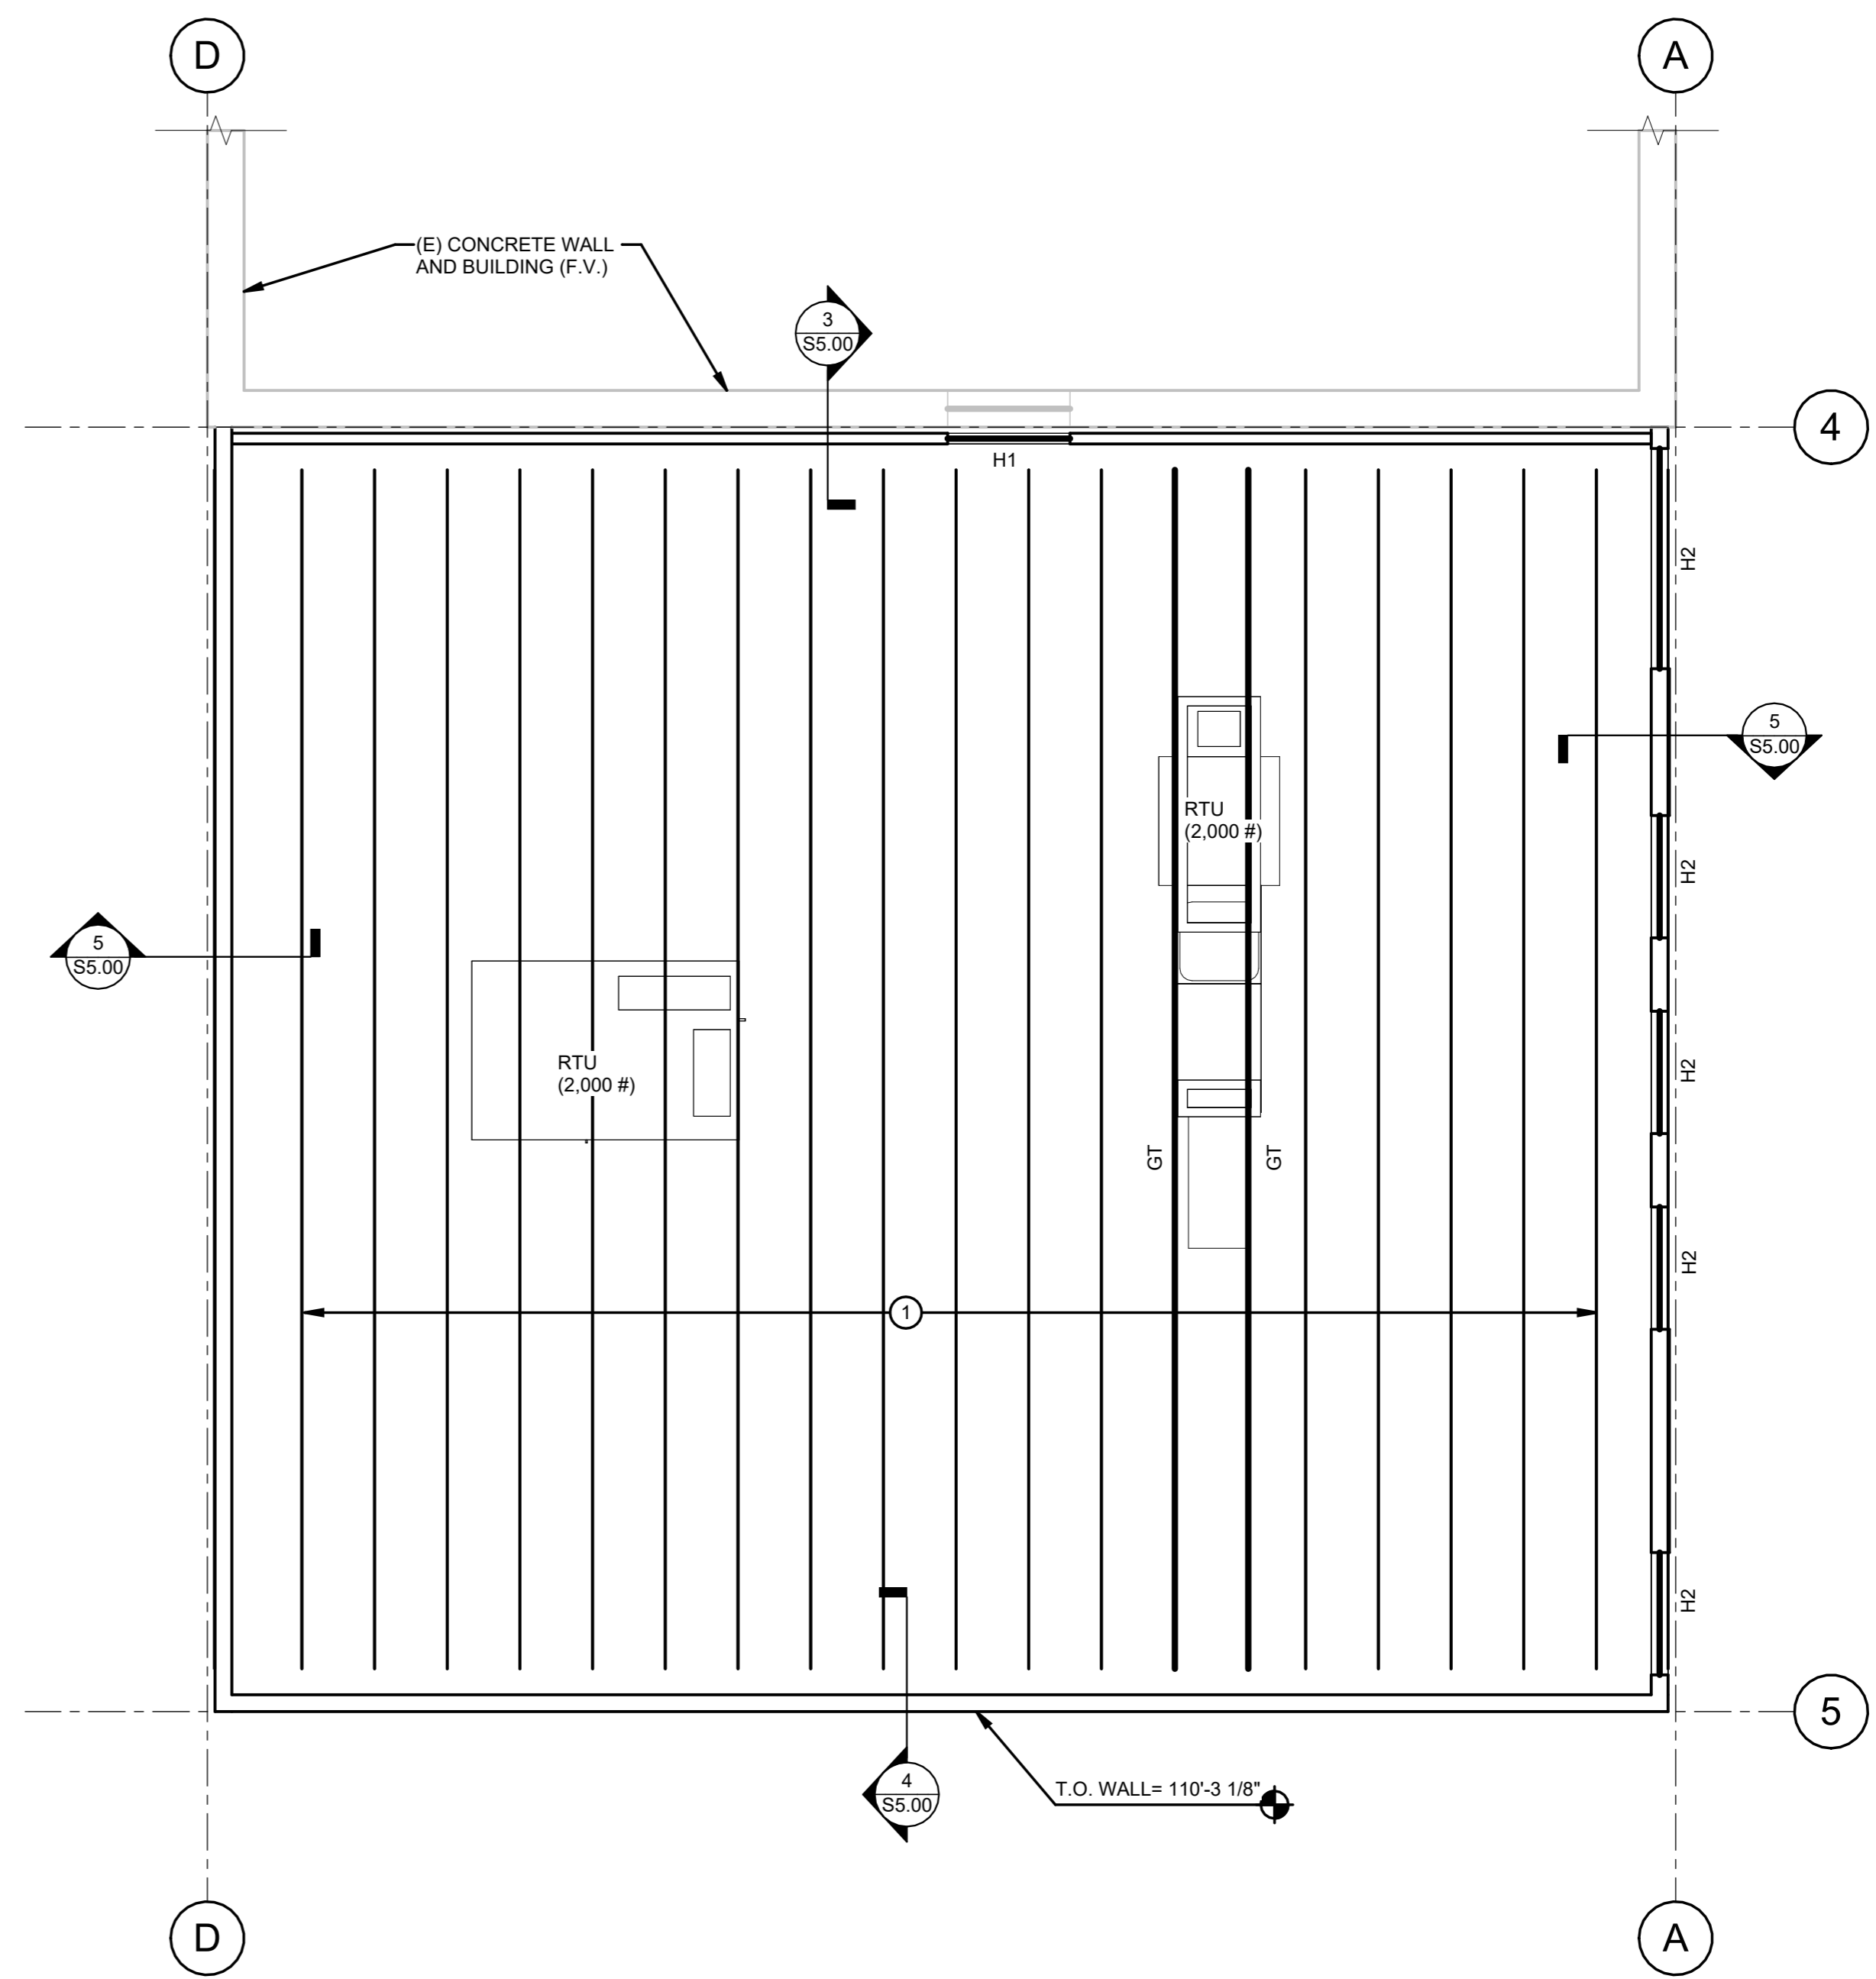 D
A
(E) CONCRETE WALL
AND BUILDING (F.V.)
3
S5.00
4
H1
H2
5
S5.00
RTU
(2,000 #)
H2
5
S5.00
RTU
(2,000 #)
H2
GT
GT
H2
1
H2
5
4
S5.00
T.O. WALL= 110'-3 1/8"
D
A